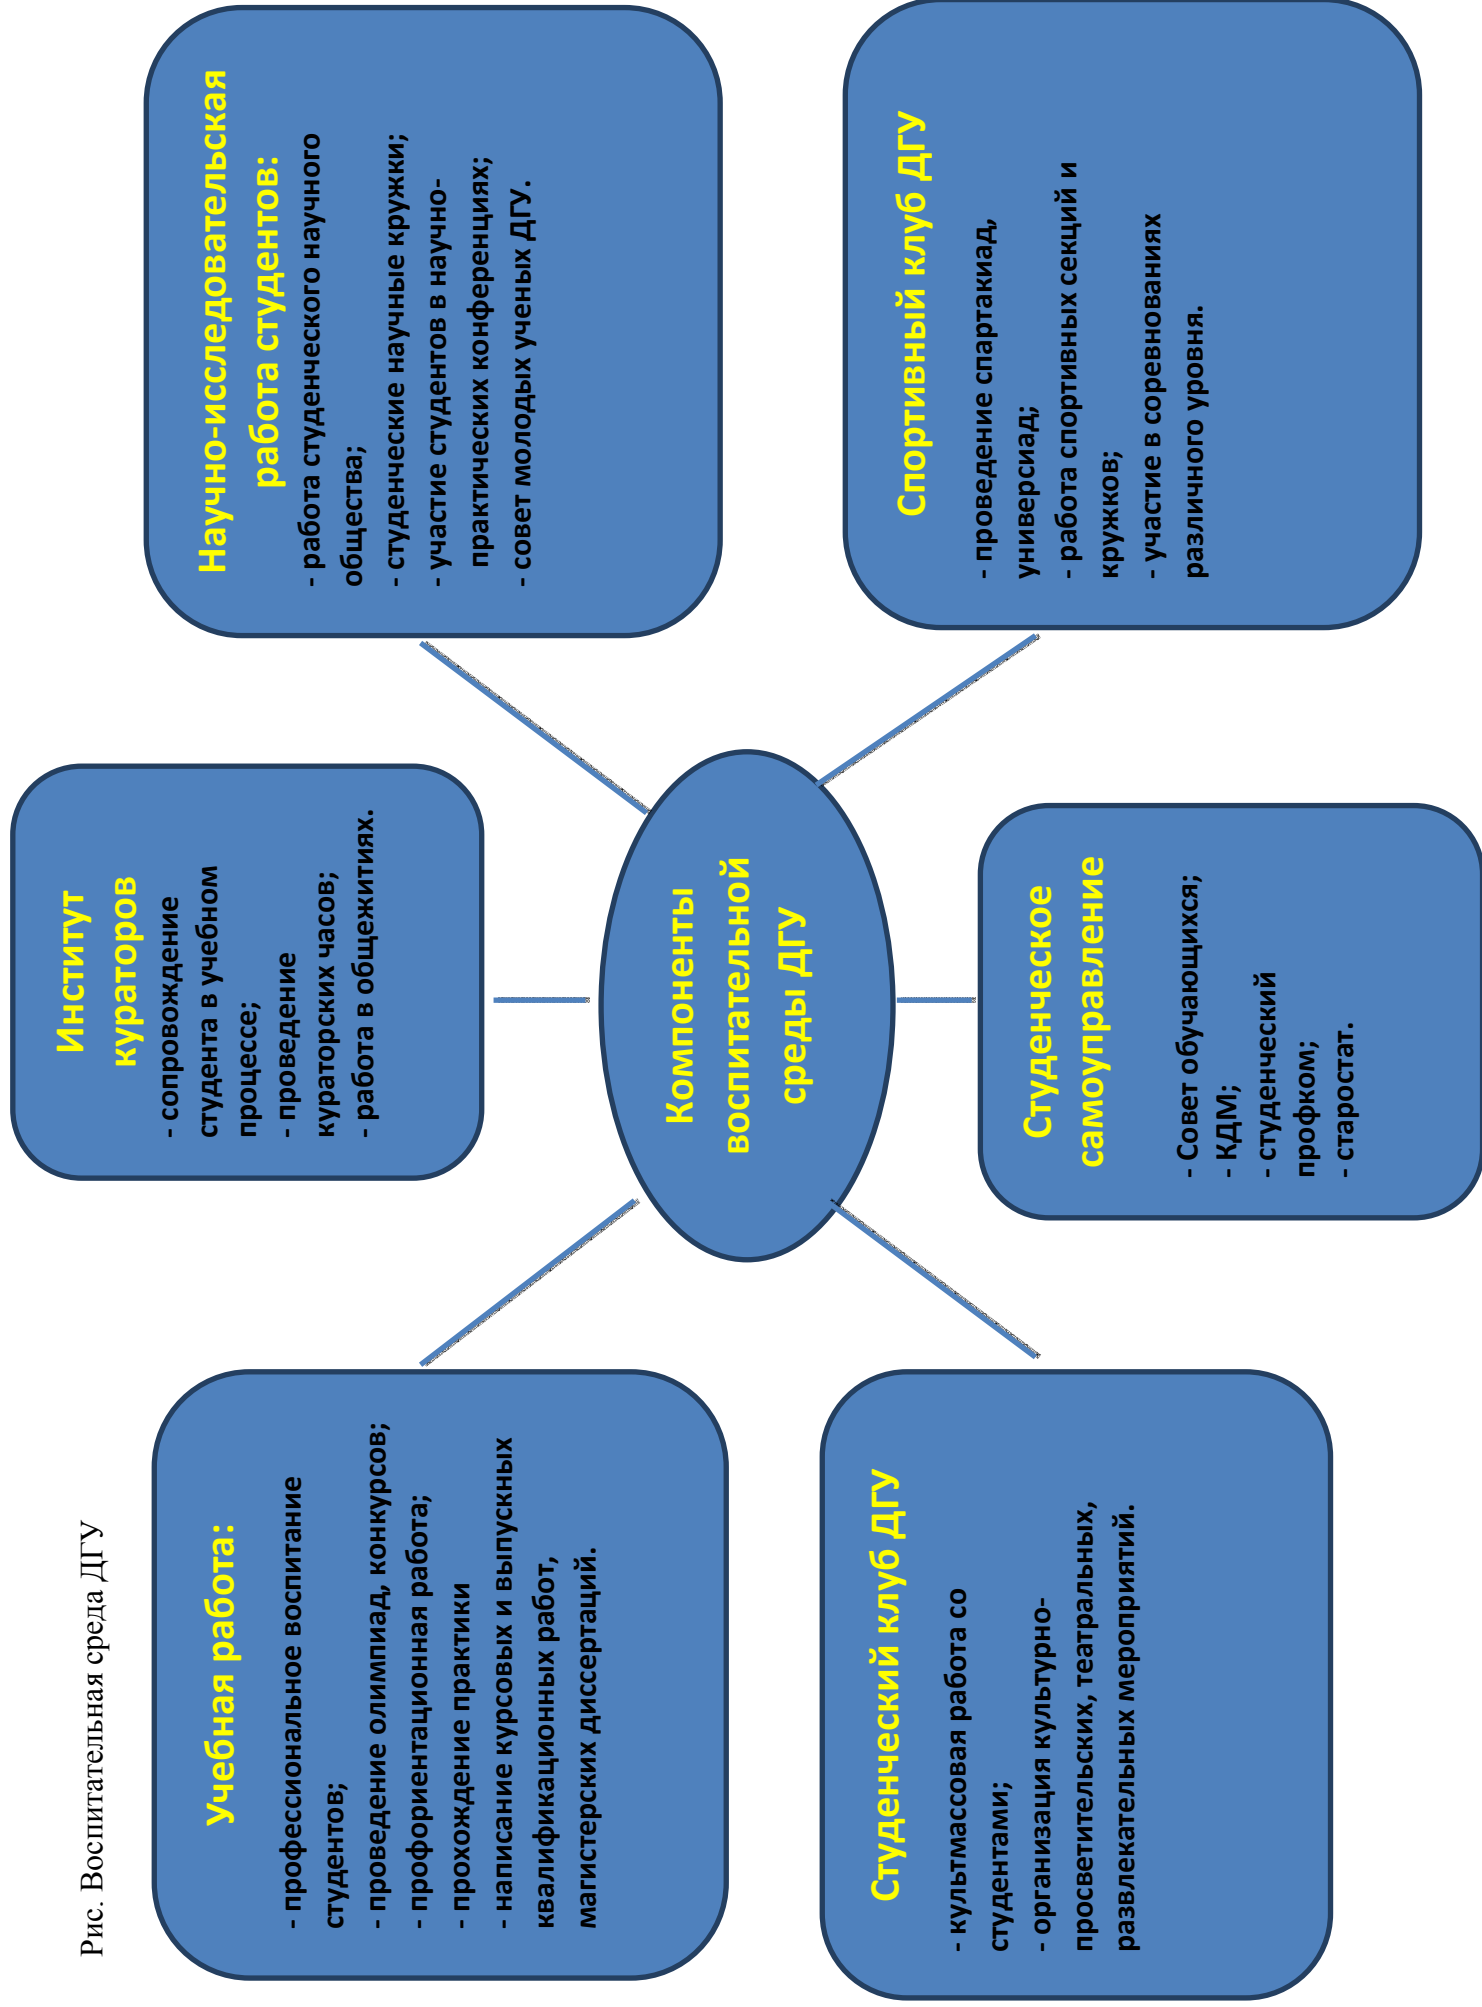 Рис. Воспитательная среда ДГУ
Учебная работа:
- профессиональное воспитание
студентов;
- проведение олимпиад, конкурсов;
- профориентационная работа;
- прохождение практики
- написание курсовых и выпускных
квалификационных работ,
магистерских диссертаций.
Институт
кураторов
- сопровождение
студента в учебном
процессе;
- проведение
кураторских часов;
- работа в общежитиях.
Научно-исследовательская
работа студентов:
- работа студенческого научного
общества;
- студенческие научные кружки;
- участие студентов в научно-
практических конференциях;
- совет молодых ученых ДГУ.
Компоненты
воспитательной
среды ДГУ
Студенческий клуб ДГУ
- культмассовая работа со
студентами;
- организация культурно-
просветительских, театральных,
развлекательных мероприятий.
Студенческое
самоуправление
- Совет обучающихся;
- КДМ;
- студенческий
профком;
- старостат.
Спортивный клуб ДГУ
- проведение спартакиад,
универсиад;
- работа спортивных секций и
кружков;
- участие в соревнованиях
различного уровня.